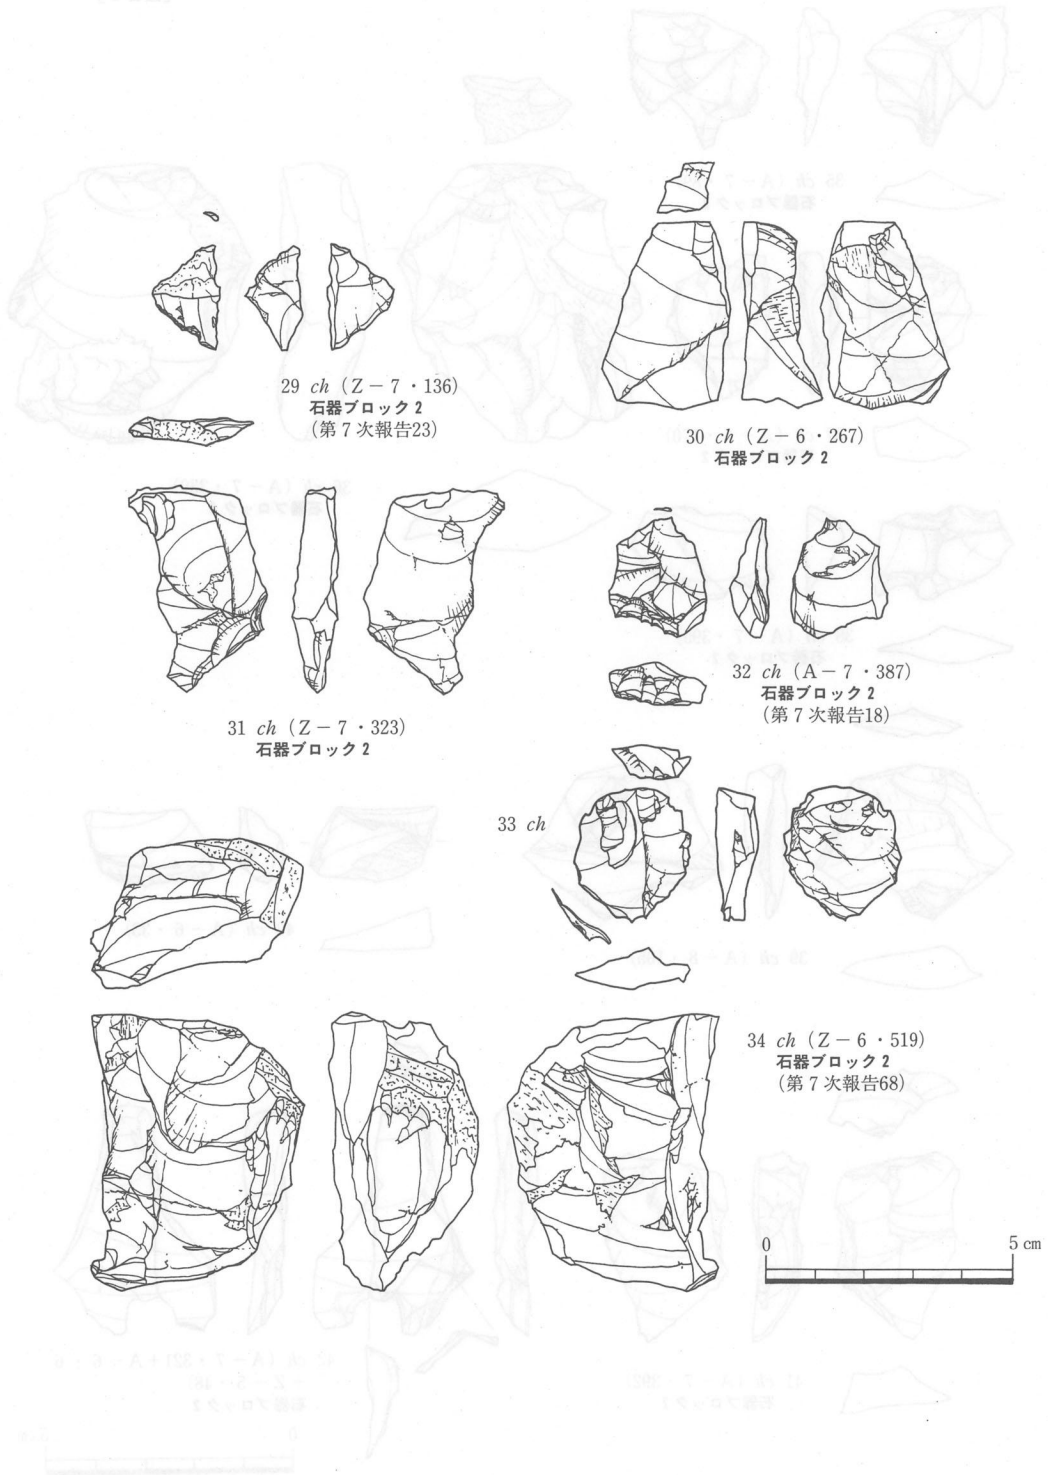 29 ch（Z－7・136）
石器ブロック2
（第7次報告23）
30 ch（Z－6・267）
石器ブロック2
31 ch（Z－7・323）
石器ブロック2
32 ch（A－7・387）
石器ブロック2
（第7次報告18）
33 ch
34 ch（Z－6・519）
石器ブロック2
（第7次報告68）
0 5 cm